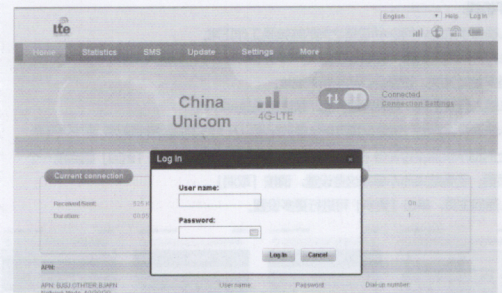 English Help Log In
lte
Home Statistics SMS Update Settings More
China
Unicom
4G-LTE
Connected
Connection Settings
Log In
Current connection
User name:
Received/Sent:
On
Duration:
Password:
Log In Cancel
APN:
User name Password Dial-up number